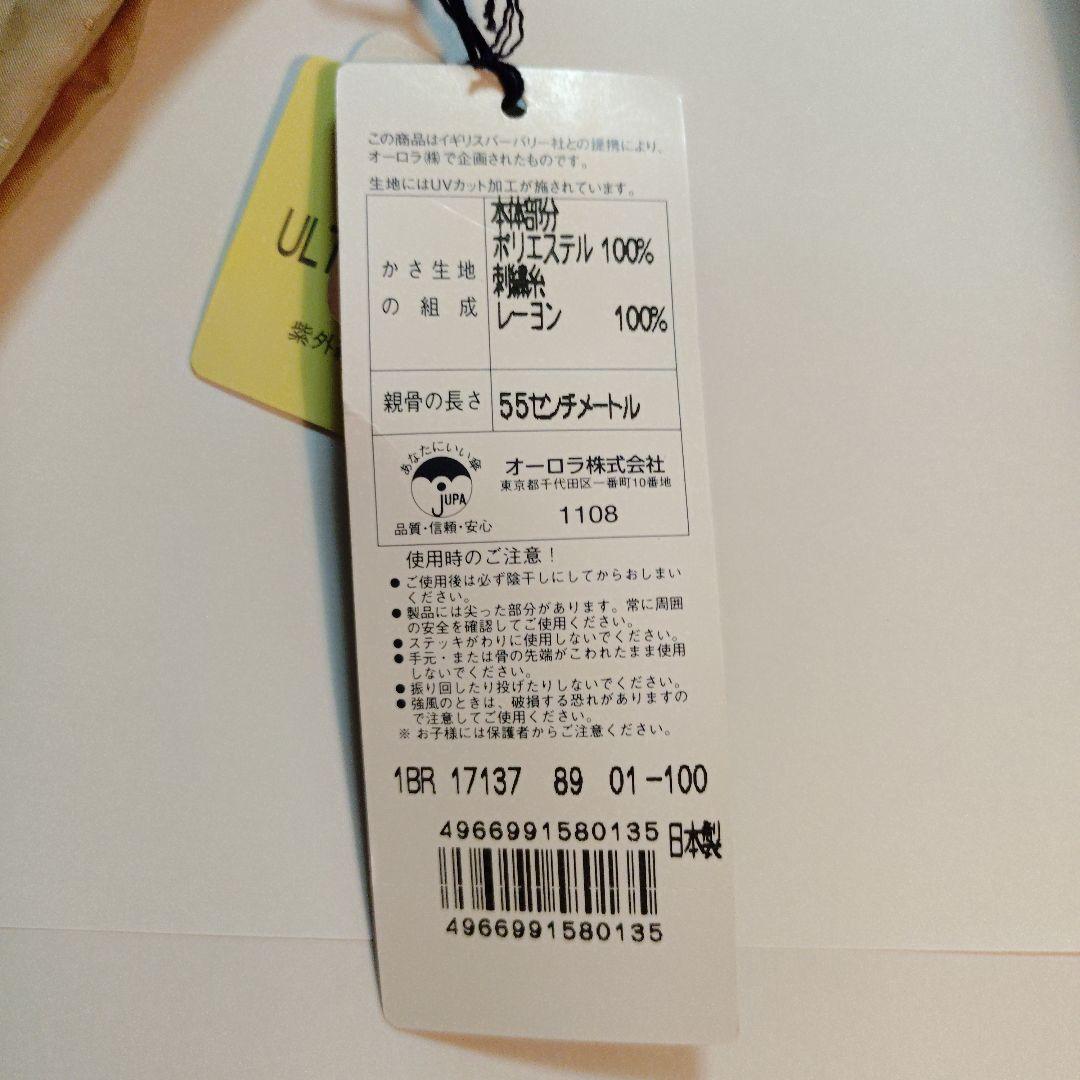 この商品はイギリスバーバリー社との提携により、
オーロラ㈱で企画されたものです。
生地にはUVカット加工が施されています。
かさ生地
の組成
本体部分
ポリエステル 100%
刺繍糸
レーヨン 100%
親骨の長さ
55センチメートル
あなたにいい傘
JUPA
品質・信頼・安心
オーロラ株式会社
東京都千代田区一番町10番地
1108
使用時のご注意!
●ご使用後は必ず陰干しにしてからおしまい
ください。
●製品には尖った部分があります。常に周囲
の安全を確認してご使用ください。
●ステッキがわりに使用しないでください。
●手元・または骨の先端がこわれたまま使用
しないでください。
●振り回したり投げたりしないでください。
●強風のときは、破損する恐れがありますの
で注意してご使用ください。
※お子様には保護者からご注意ください。
1BR 17137 89 01-100
4966991580135
日本製
4966991580135
UL
紫外